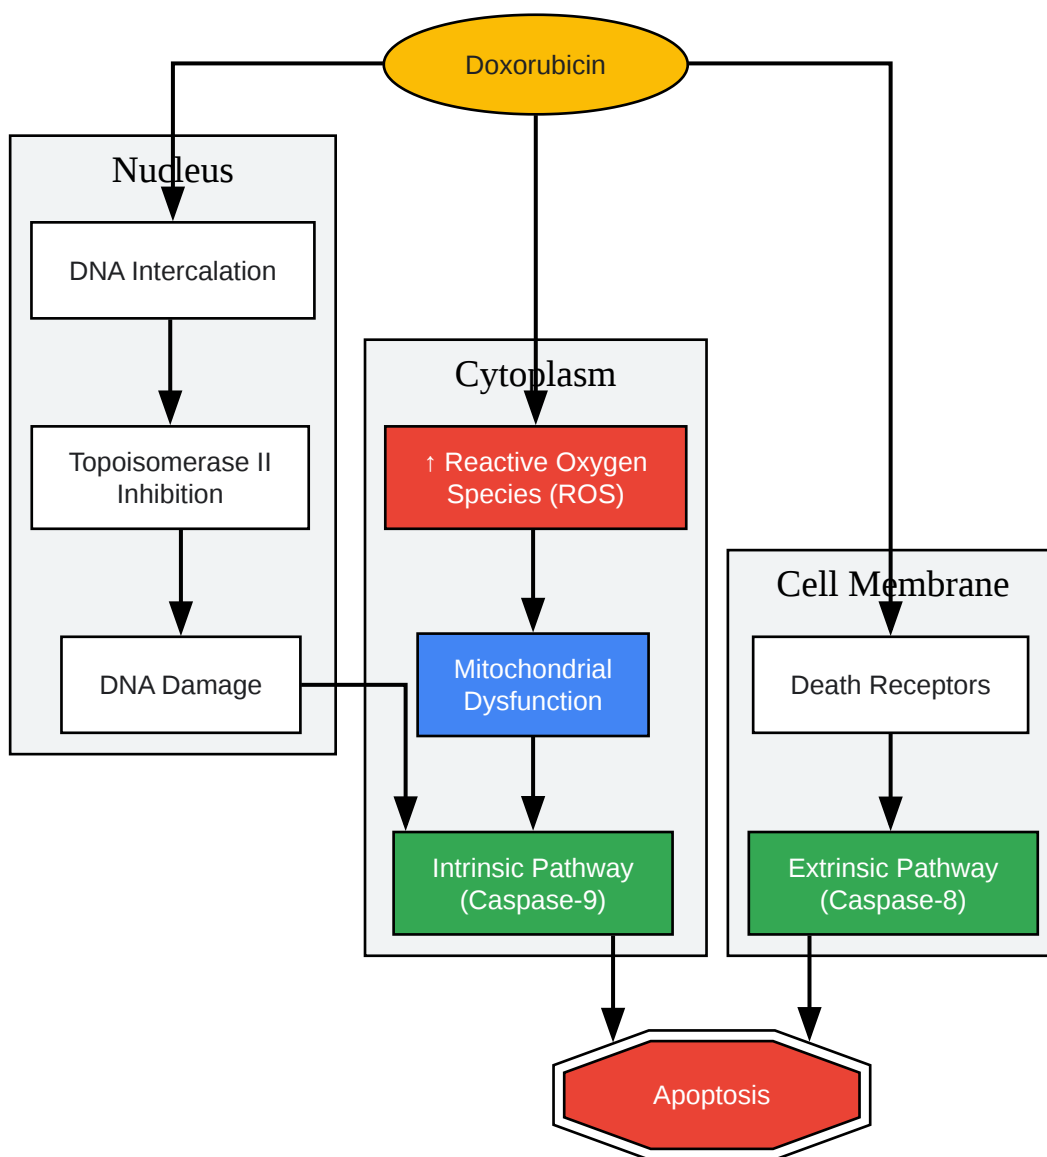 Doxorubicin
Nucleus
DNA Intercalation
Topoisomerase II
Inhibition
DNA Damage
Cytoplasm
↑ Reactive Oxygen
Species (ROS)
Mitochondrial
Dysfunction
Intrinsic Pathway
(Caspase-9)
Cell Membrane
Death Receptors
Extrinsic Pathway
(Caspase-8)
Apoptosis